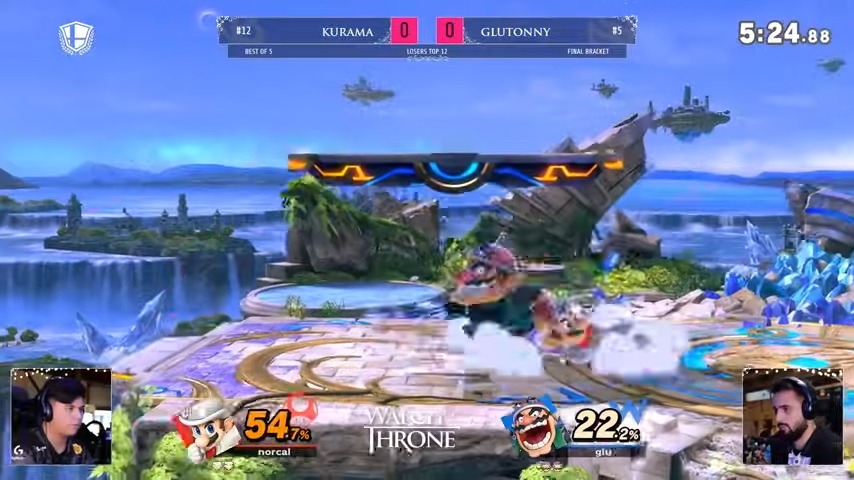 #12 KURAMA 0 0 GLUTONNY #5
BEST OF 5 LOSERS TOP 12 FINAL BRACKET
5:24.88
54.7%
norcal
THRONE
22.2%
glu